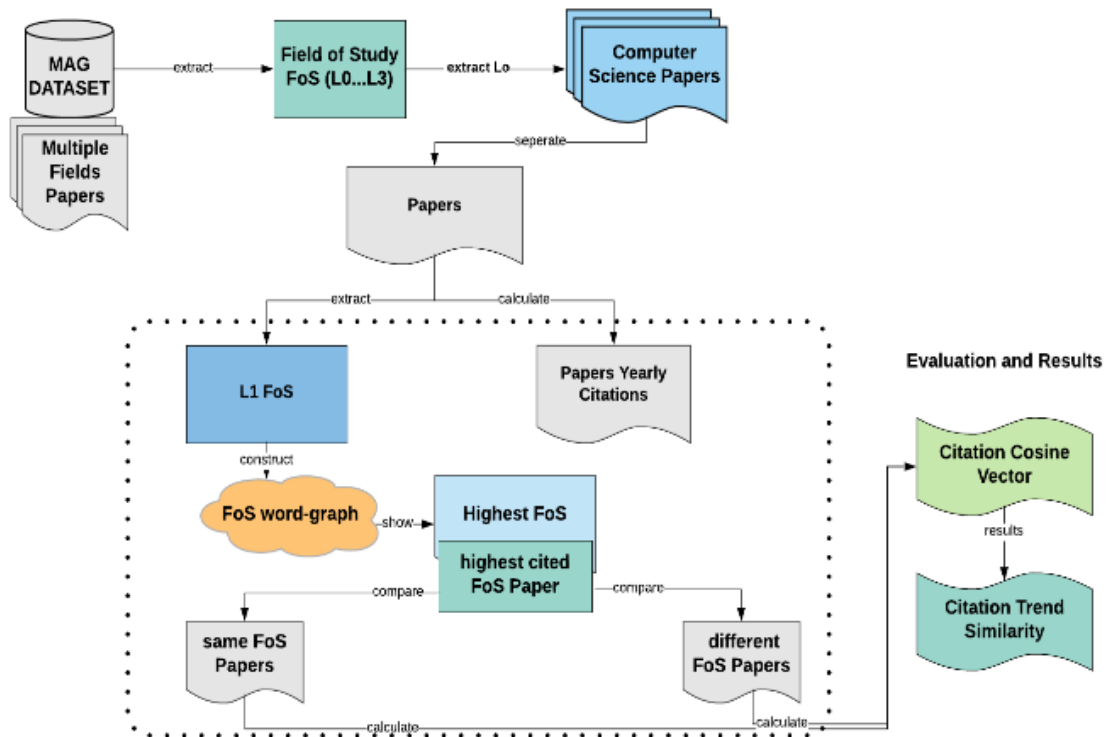 MAG
DATASET
extract
Field of Study
FoS (L0...L3)
extract Lo
Computer
Science Papers
Multiple
Fields
Papers
seperate
Papers
extract
calculate
L1 FoS
Papers Yearly
Citations
Evaluation and Results
construct
FoS word-graph
show
Highest FoS
highest cited
FoS Paper
Citation Cosine
Vector
results
compare
compare
same FoS
Papers
different
FoS Papers
Citation Trend
Similarity
calculate
calculate